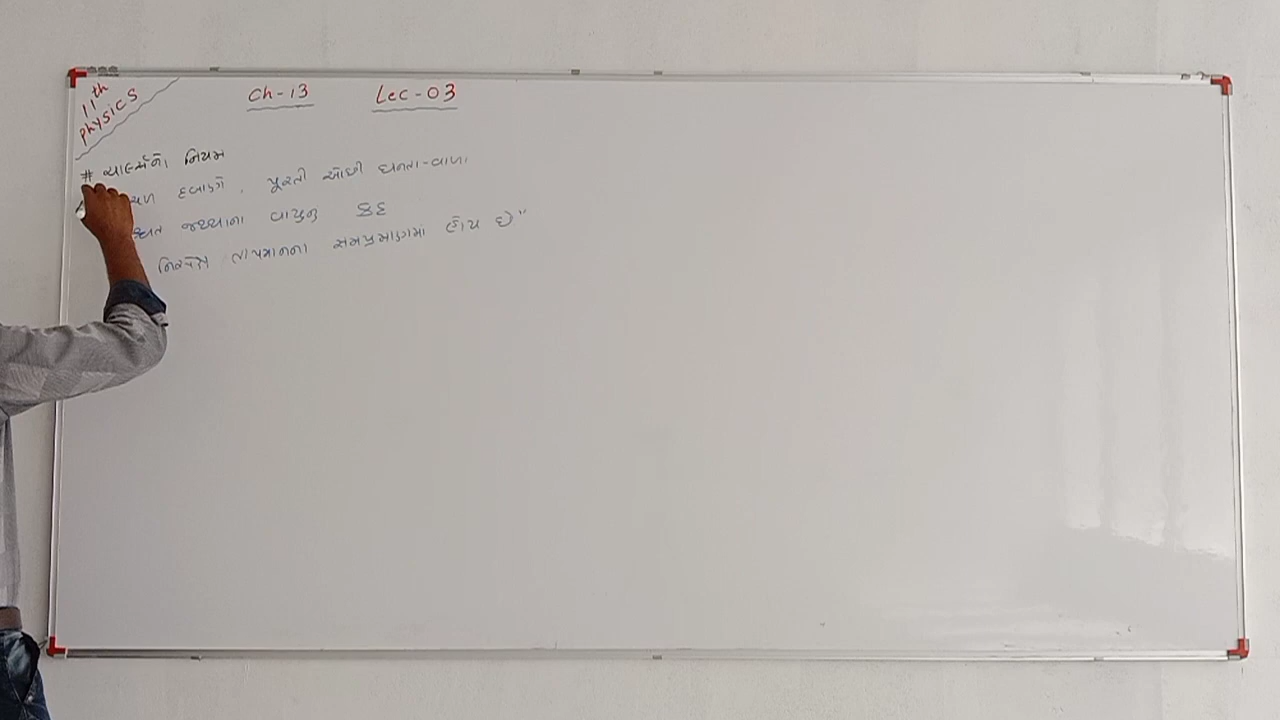 11th
physics
Ch-13 Lec-03
# ચાર્લ્સનો નિયમ
દબાણે, પૂરતી ઓછી ઘનતા-વાળા
જથ્થાના વાયુનુ કદ
નિરપેક્ષ તાપમાનના સમપ્રમાણમા હોય છે"